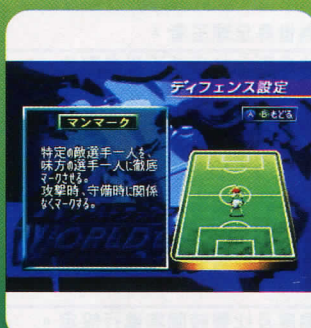 ディフェンス設定
A・Bもどる
マンマーク
特定の敵選手一人を
味方の選手一人に徹底
マークさせる。
攻撃時、守備時に関係
なくマークする。